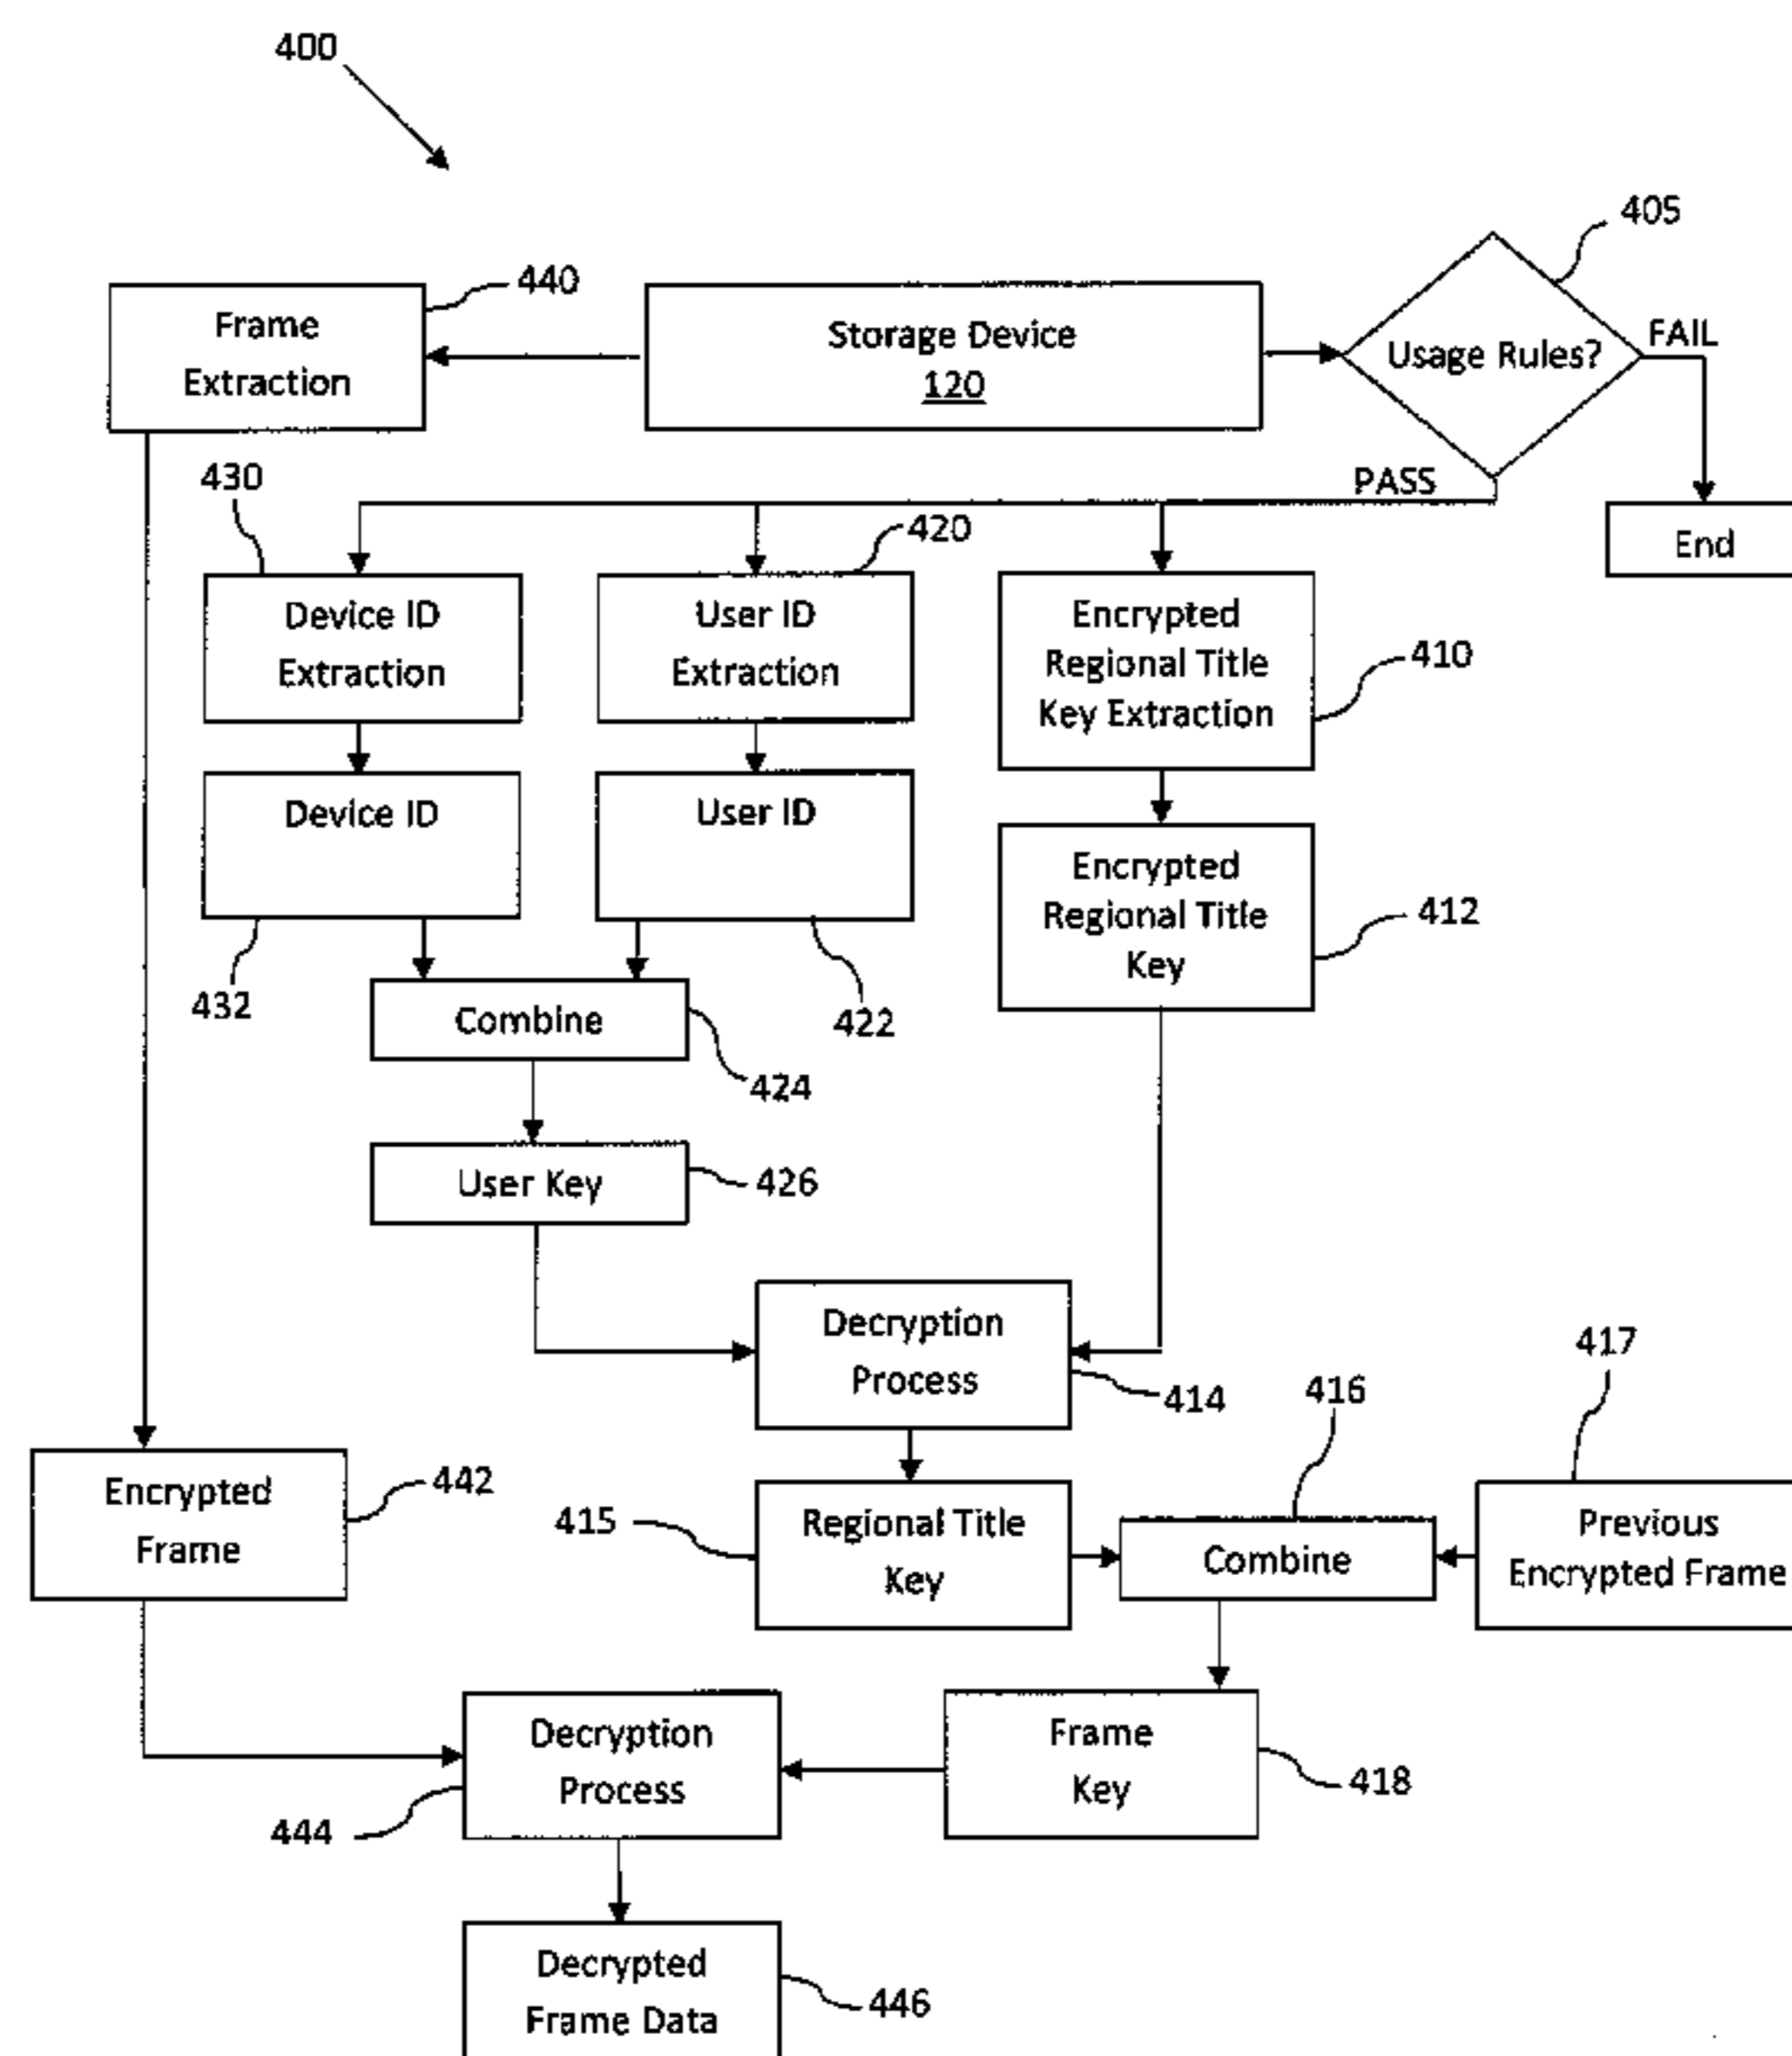 400
405
440
Frame
Extraction
Storage Device
120
Usage Rules?
FAIL
PASS
End
430
420
Device ID
Extraction
User ID
Extraction
Encrypted
Regional Title
Key Extraction
410
Device ID
User ID
Encrypted
Regional Title
Key
412
432
422
Combine
424
User Key
426
Decryption
Process
414
417
416
Encrypted
Frame
442
415
Regional Title
Key
Combine
Previous
Encrypted Frame
Decryption
Process
444
Frame
Key
418
Decrypted
Frame Data
446